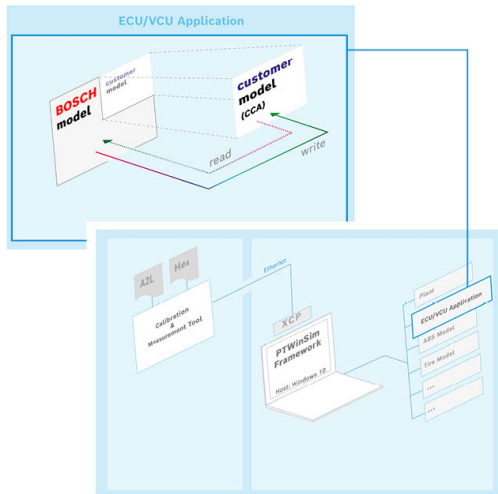 ECU/VCU Application
customer
model
BOSCH
model
customer
model
(CCA)
read
write
A2L
Hex
Ethernet
Calibration
&
Measurement Tool
XCP
PTWinSim
Framework
Host: Windows 10
Plant
ECU/VCU Application
ABS Model
Tire Model
...
...